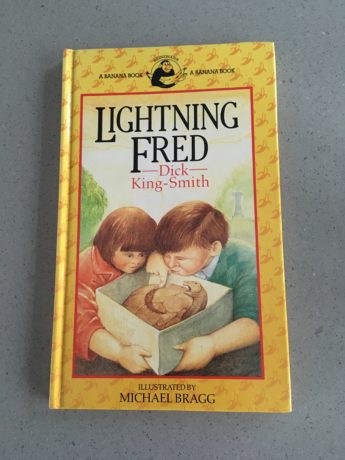 A BANANA BOOK
A BANANA BOOK
LIGHTNING
FRED
Dick
King-Smith
ILLUSTRATED BY
MICHAEL BRAGG